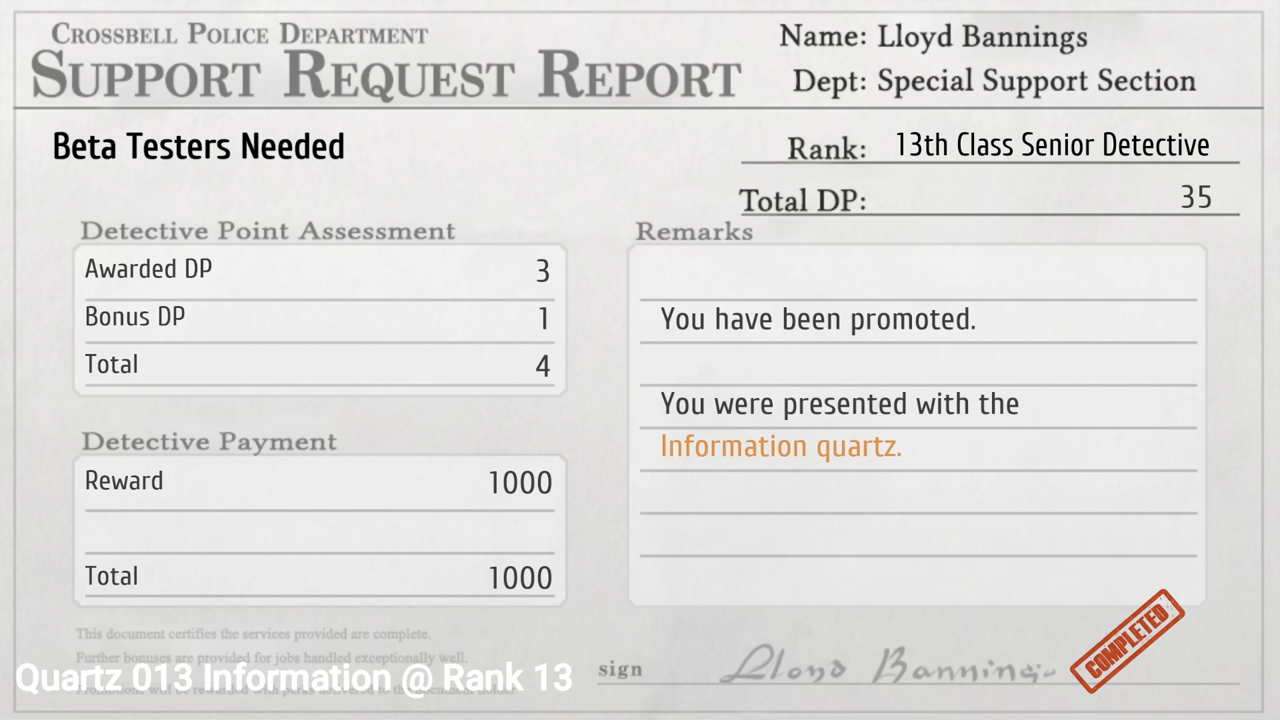 CROSSBELL POLICE DEPARTMENT
SUPPORT REQUEST REPORT
Name: Lloyd Bannings
Dept: Special Support Section
Beta Testers Needed
Rank: 13th Class Senior Detective
Total DP: 35
Detective Point Assessment
Awarded DP 3
Bonus DP 1
Total 4
Detective Payment
Reward 1000
Total 1000
Remarks
You have been promoted.
You were presented with the
Information quartz.
This document certifies the services provided are complete.
Further bonuses are provided for jobs handled exceptionally well.
Quartz 013 Information @ Rank 13
sign Lloyd Bannings
COMPLETED